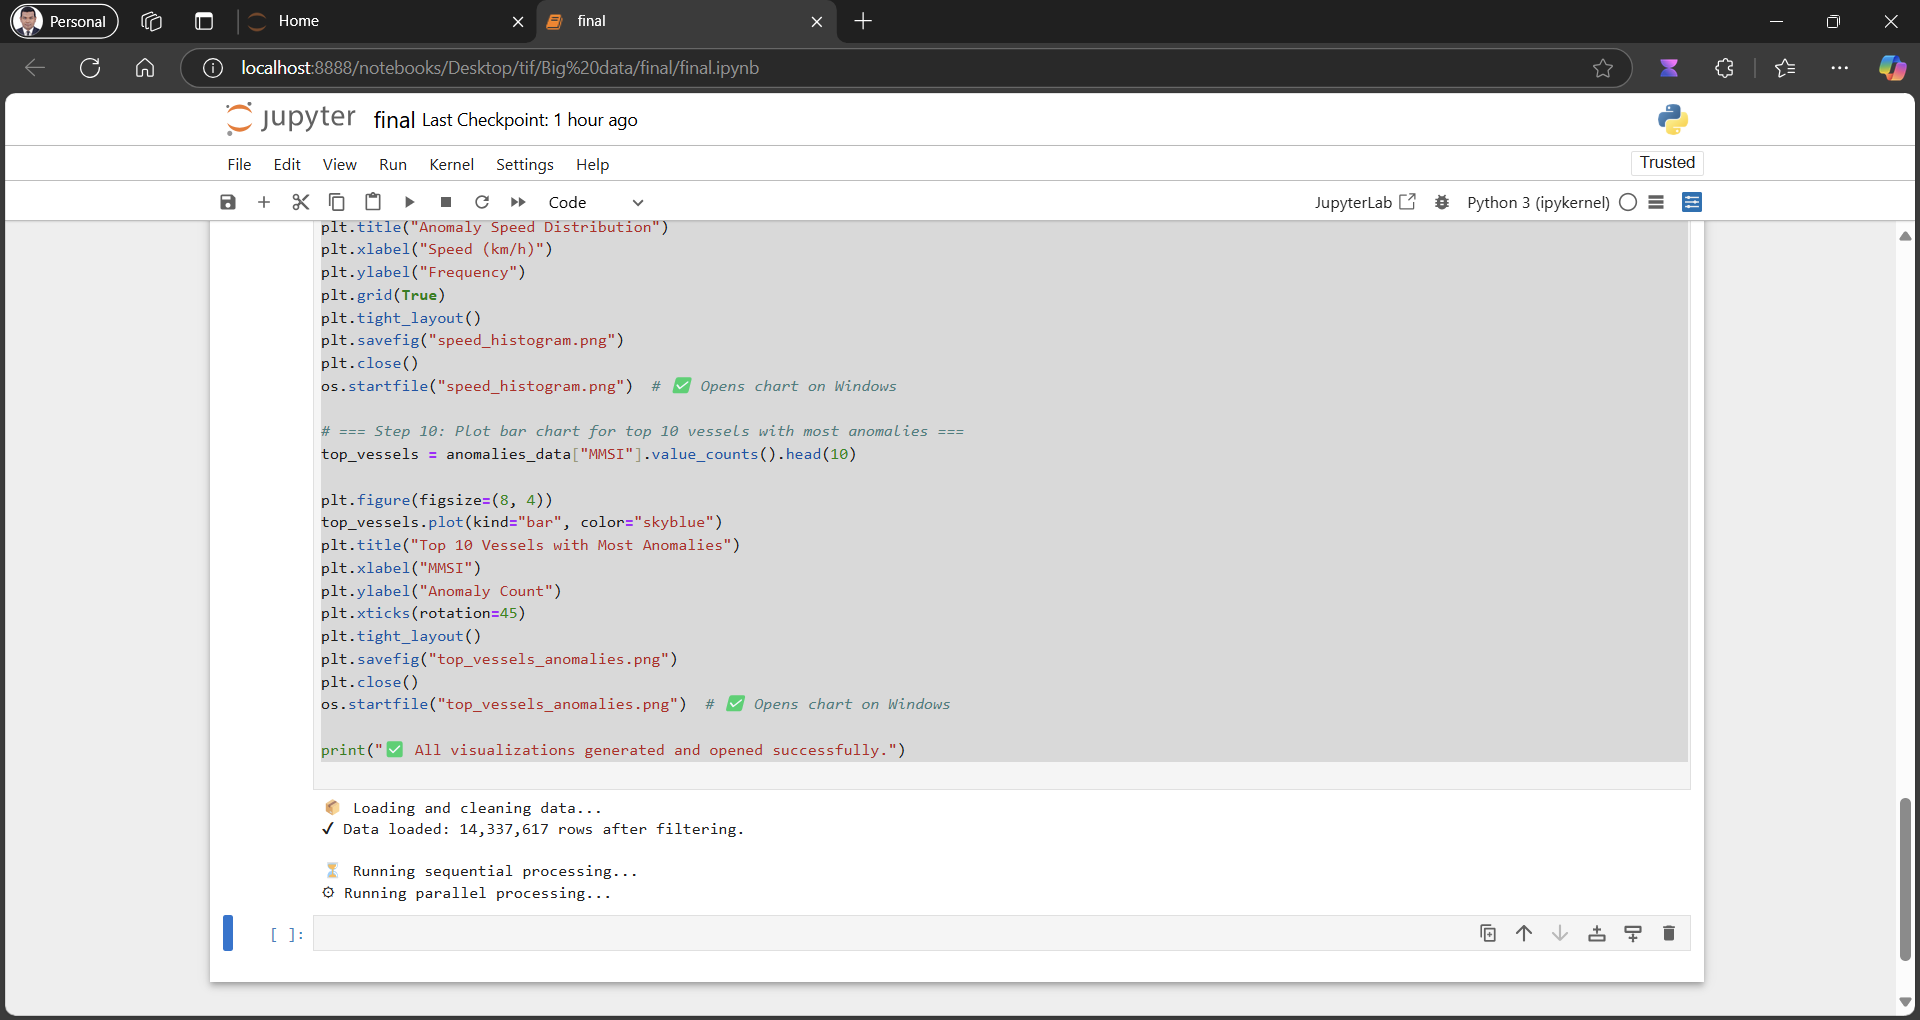 Personal
Home
final
localhost:8888/notebooks/Desktop/tif/Big%20data/final/final.ipynb
jupyter final Last Checkpoint: 1 hour ago
File Edit View Run Kernel Settings Help
Trusted
Code
JupyterLab
Python 3 (ipykernel)
plt.title("Anomaly Speed Distribution")
plt.xlabel("Speed (km/h)")
plt.ylabel("Frequency")
plt.grid(True)
plt.tight_layout()
plt.savefig("speed_histogram.png")
plt.close()
os.startfile("speed_histogram.png")  # ✅ Opens chart on Windows
# === Step 10: Plot bar chart for top 10 vessels with most anomalies ===
top_vessels = anomalies_data["MMSI"].value_counts().head(10)
plt.figure(figsize=(8, 4))
top_vessels.plot(kind="bar", color="skyblue")
plt.title("Top 10 Vessels with Most Anomalies")
plt.xlabel("MMSI")
plt.ylabel("Anomaly Count")
plt.xticks(rotation=45)
plt.tight_layout()
plt.savefig("top_vessels_anomalies.png")
plt.close()
os.startfile("top_vessels_anomalies.png")  # ✅ Opens chart on Windows
print("✅ All visualizations generated and opened successfully.")
📦 Loading and cleaning data...
✔ Data loaded: 14,337,617 rows after filtering.
⏳ Running sequential processing...
⚙ Running parallel processing...
[ ]: